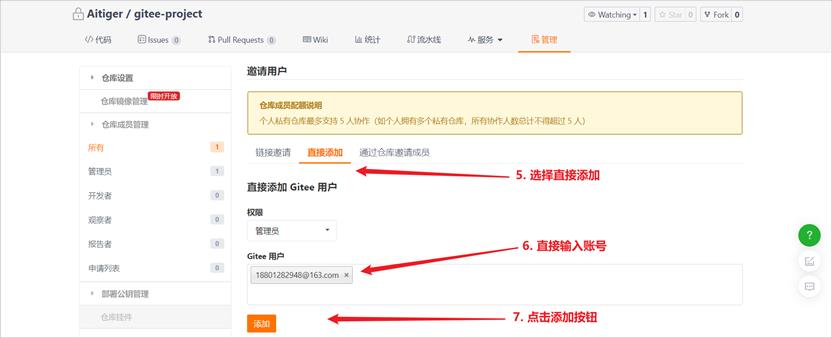 Aitiger / gitee-project
Watching 1 Star 0 Fork 0
代码 Issues 0 Pull Requests 0 Wiki 统计 流水线 服务 管理
仓库设置
仓库镜像管理 限时开放
仓库成员管理
所有 1
管理员 1
开发者 0
观察者 0
报告者 0
申请列表 0
部署公钥管理
仓库挂件
邀请用户
仓库成员配额说明
个人私有仓库最多支持 5 人协作（如个人拥有多个私有仓库，所有协作人数总计不得超过 5 人）
链接邀请 直接添加 通过仓库邀请成员
5. 选择直接添加
直接添加 Gitee 用户
权限
管理员
Gitee 用户
6. 直接输入账号
18801282948@163.com ×
添加
7. 点击添加按钮
?